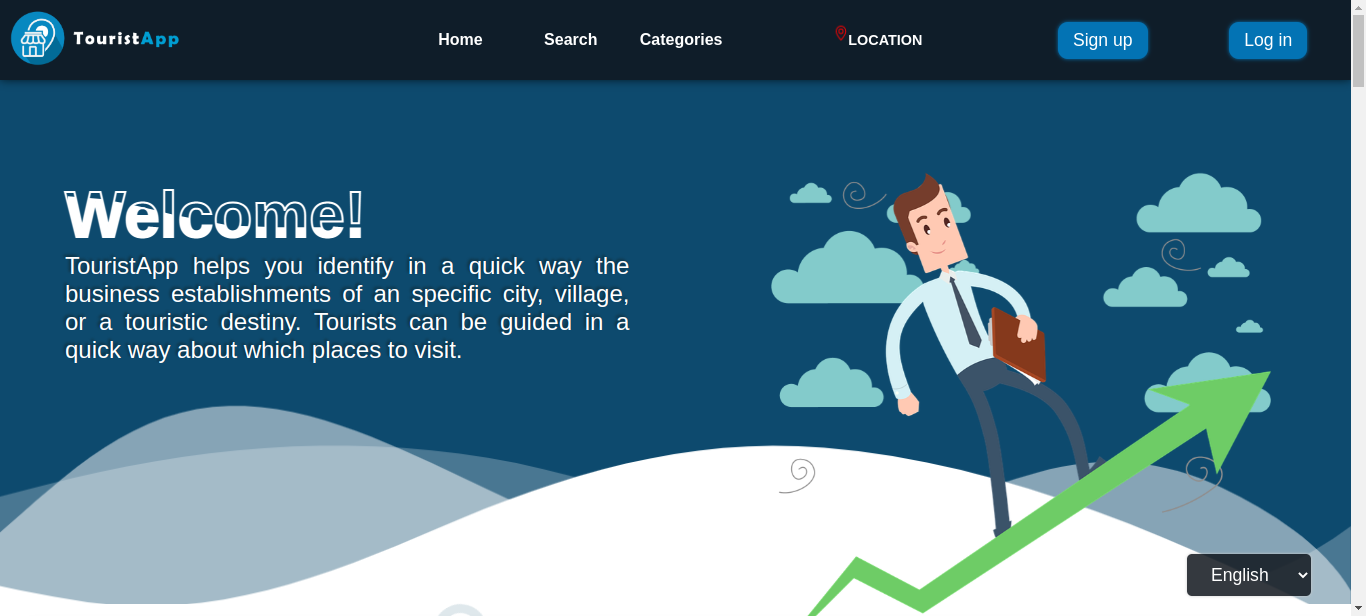 TouristApp
Home
Search
Categories
LOCATION
Sign up
Log in
Welcome!
TouristApp helps you identify in a quick way the
business establishments of an specific city, village,
or a touristic destiny. Tourists can be guided in a
quick way about which places to visit.
English